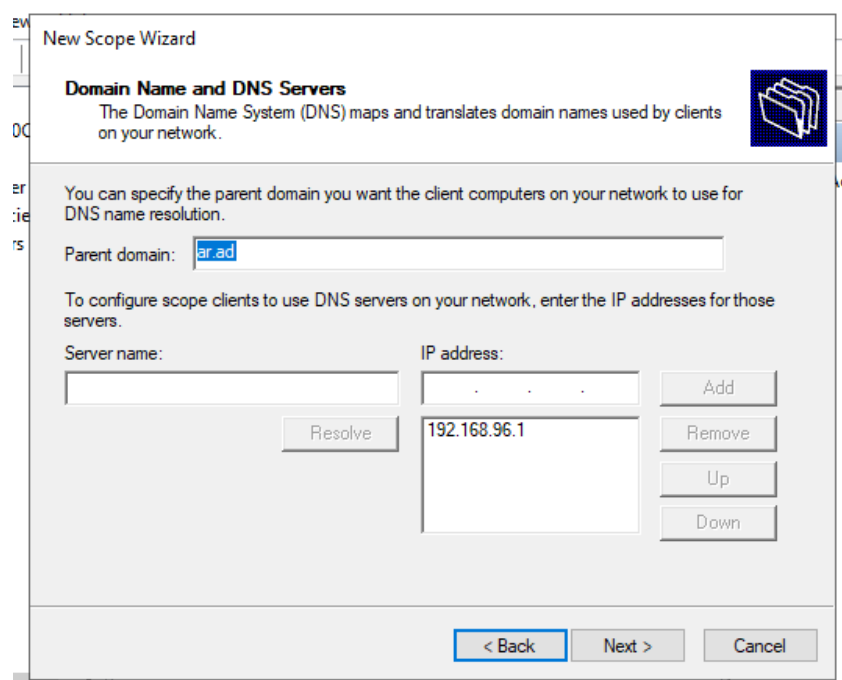 ew
New Scope Wizard
Domain Name and DNS Servers
The Domain Name System (DNS) maps and translates domain names used by clients
on your network.
You can specify the parent domain you want the client computers on your network to use for
DNS name resolution.
Parent domain: ar.ad
To configure scope clients to use DNS servers on your network, enter the IP addresses for those
servers.
Server name: IP address:
. . . Add
Resolve 192.168.96.1 Remove
Up
Down
< Back Next > Cancel